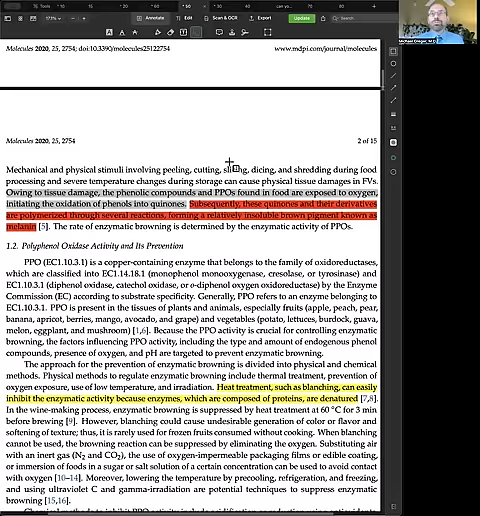 Tools
50
60
50
can yo..
80
173%
Annotate
Edit
Scan & OCR
Export
Update
Search
Michael Greger, M.D.
Molecules 2020, 25, 2754; doi:10.3390/molecules25122754
www.mdpi.com/journal/molecules
Molecules 2020, 25, 2754
2 of 15
Mechanical and physical stimuli involving peeling, cutting, slicing, dicing, and shredding during food
processing and severe temperature changes during storage can cause physical tissue damages in FVs.
Owing to tissue damage, the phenolic compounds and PPOs found in food are exposed to oxygen,
initiating the oxidation of phenols into quinones. Subsequently, these quinones and their derivatives
are polymerized through several reactions, forming a relatively insoluble brown pigment known as
melanin [5]. The rate of enzymatic browning is determined by the enzymatic activity of PPOs.
1.2. Polyphenol Oxidase Activity and Its Prevention
PPO (EC1.10.3.1) is a copper-containing enzyme that belongs to the family of oxidoreductases,
which are classified into EC1.14.18.1 (monophenol monooxygenase, cresolase, or tyrosinase) and
EC1.10.3.1 (diphenol oxidase, catechol oxidase, or o-diphenol oxygen oxidoreductase) by the Enzyme
Commission (EC) according to substrate specificity. Generally, PPO refers to an enzyme belonging to
EC1.10.3.1. PPO is present in the tissues of plants and animals, especially fruits (apple, peach, pear,
banana, apricot, berries, mango, avocado, and grape) and vegetables (potato, lettuces, burdock, guava,
melon, eggplant, and mushroom) [1,6]. Because the PPO activity is crucial for controlling enzymatic
browning, the factors influencing PPO activity, including the type and amount of endogenous phenol
compounds, presence of oxygen, and pH are targeted to prevent enzymatic browning.
The approach for the prevention of enzymatic browning is divided into physical and chemical
methods. Physical methods to regulate enzymatic browning include thermal treatment, prevention of
oxygen exposure, use of low temperature, and irradiation. Heat treatment, such as blanching, can easily
inhibit the enzymatic activity because enzymes, which are composed of proteins, are denatured [7,8].
In the wine-making process, enzymatic browning is suppressed by heat treatment at 60 °C for 3 min
before brewing [9]. However, blanching could cause undesirable generation of color or flavor and
softening of texture; thus, it is rarely used for frozen fruits consumed without cooking. When blanching
cannot be used, the browning reaction can be suppressed by eliminating the oxygen. Substituting air
with an inert gas (N2 and CO2), the use of oxygen-impermeable packaging films or edible coating,
or immersion of foods in a sugar or salt solution of a certain concentration can be used to avoid contact
with oxygen [10–14]. Moreover, lowering the temperature by precooling, refrigeration, and freezing,
and using ultraviolet C and gamma-irradiation are potential techniques to suppress enzymatic
browning [15,16].